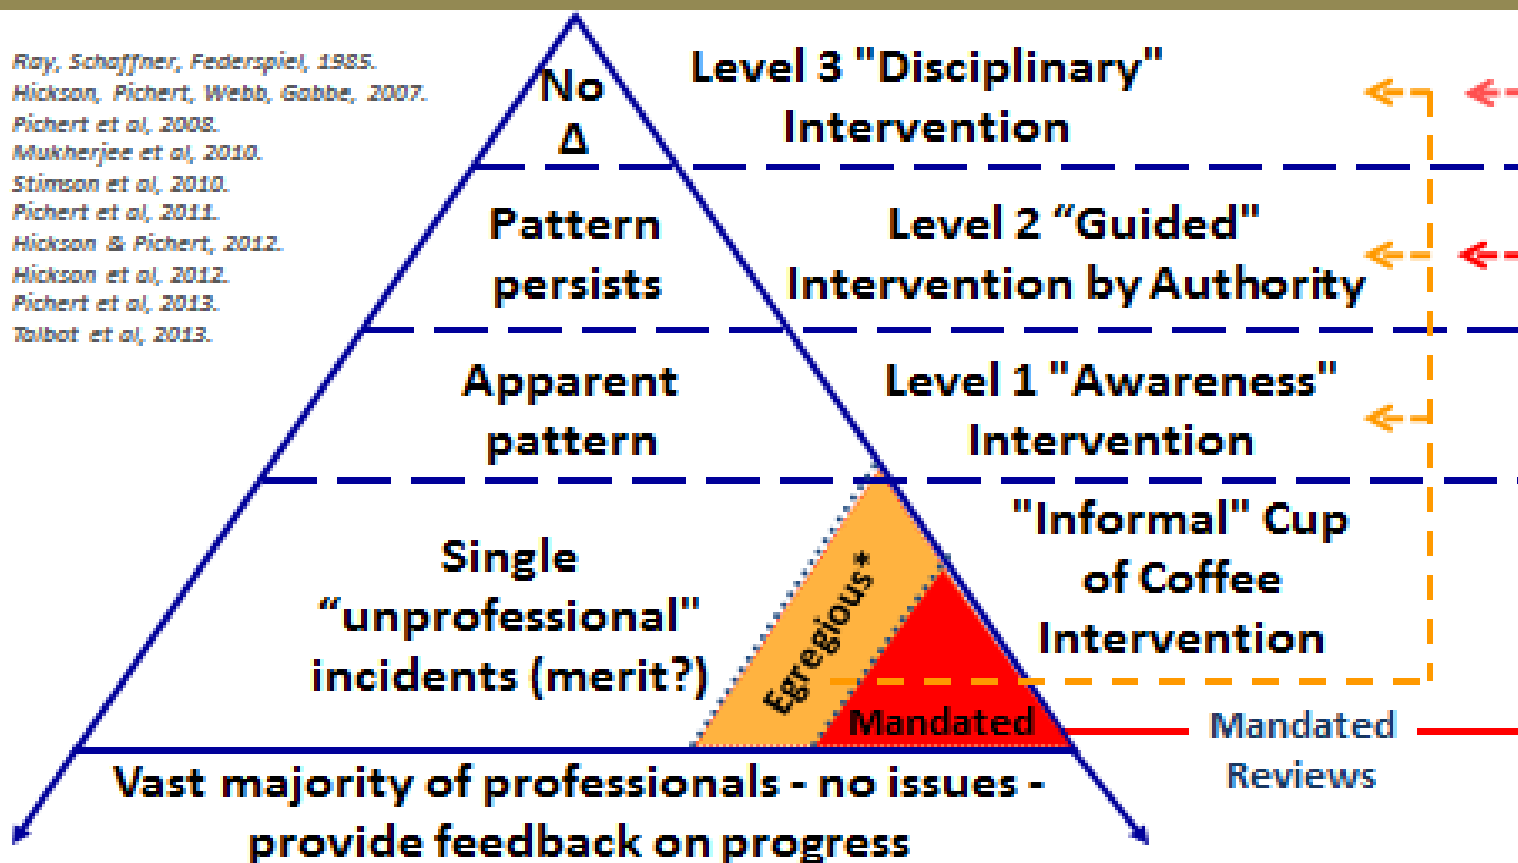 Ray, Schaffner, Federspiel, 1985.
Hickson, Pichert, Webb, Gabbe, 2007.
Pichert et al, 2008.
Mukherjee et al, 2010.
Stimson et al, 2010.
Pichert et al, 2011.
Hickson & Pichert, 2012.
Hickson et al, 2012.
Pichert et al, 2013.
Talbot et al, 2013.
No
Δ
Level 3 "Disciplinary"
Intervention
Pattern
persists
Level 2 “Guided"
Intervention by Authority
Apparent
pattern
Level 1 "Awareness"
Intervention
Single
“unprofessional"
incidents (merit?)
Egregious*
Mandated
"Informal" Cup
of Coffee
Intervention
Mandated
Reviews
Vast majority of professionals - no issues -
provide feedback on progress